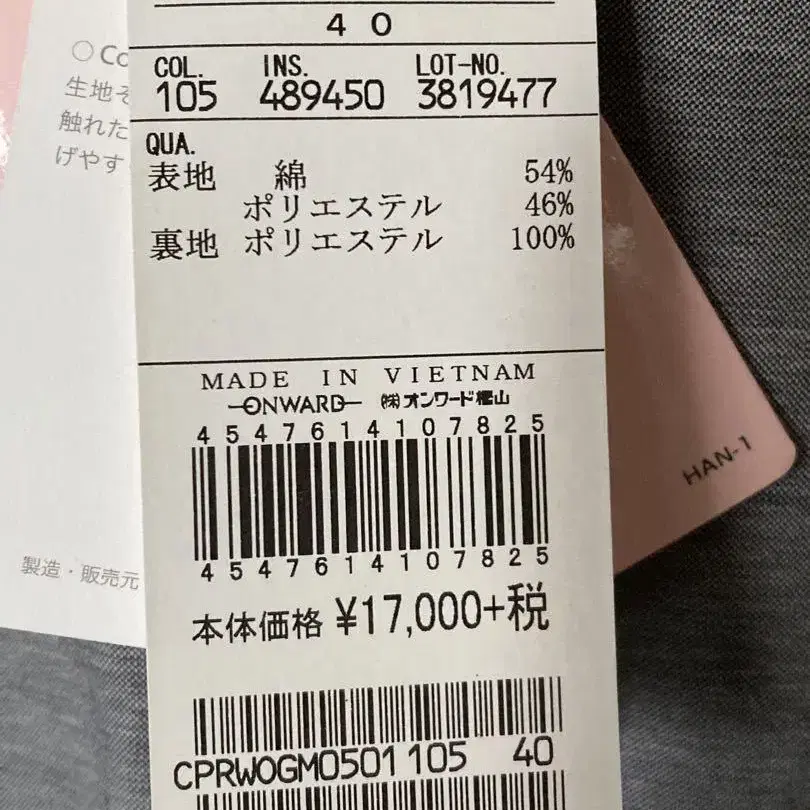 40
COL. INS. LOT-NO.
105 489450 3819477
QUA.
表地 綿 54%
ポリエステル 46%
裏地 ポリエステル 100%
MADE IN VIETNAM
ONWARD ㈱オンワード樫山
4547614107825
4547614107825
本体価格 ¥17,000+税
CPRWOGM0501 105 40
○ Co
生地そ
触れた
げやす
製造・販売元
HAN-1